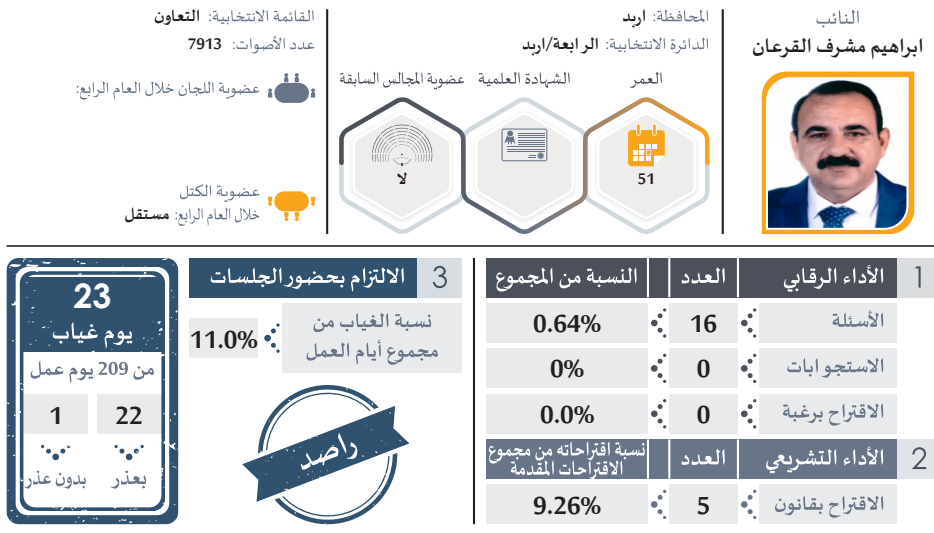 النائب
ابراهيم مشرف القرعان
المحافظة: اربد
الدائرة الانتخابية: الرابعة/اربد
العمر
51
الشهادة العلمية
عضوية المجالس السابقة
لا
القائمة الانتخابية: التعاون
عدد الأصوات: 7913
عضوية اللجان خلال العام الرابع:
عضوية الكتل
خلال العام الرابع: مستقل
1 الأداء الرقابي العدد النسبة من المجموع
الأسئلة 16 0.64%
الاستجوابات 0 0%
الاقتراح برغبة 0 0.0%
2 الأداء التشريعي العدد نسبة اقتراحاته من مجموع
الاقتراحات المقدمة
الاقتراح بقانون 5 9.26%
3 الالتزام بحضور الجلسات
نسبة الغياب من
مجموع أيام العمل
11.0%
راصد
23
يوم غياب
من 209 يوم عمل
22 1
بعذر بدون عذر